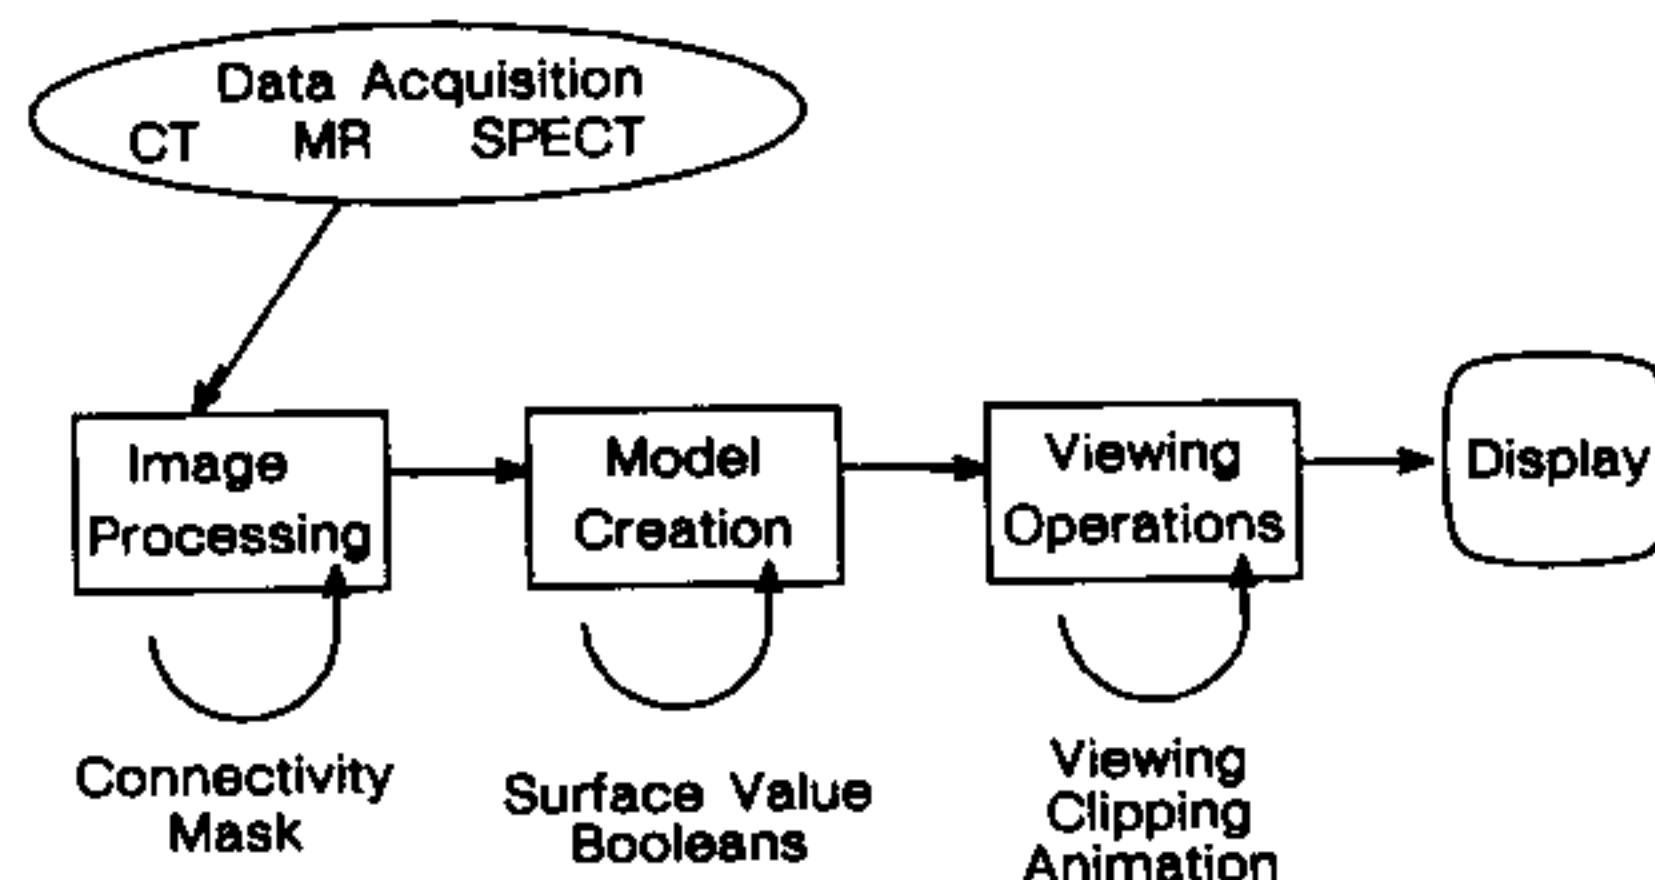 Data Acquisition
CT MR SPECT
Image
Processing
Model
Creation
Viewing
Operations
Display
Connectivity
Mask
Surface Value
Booleans
Viewing
Clipping
Animation